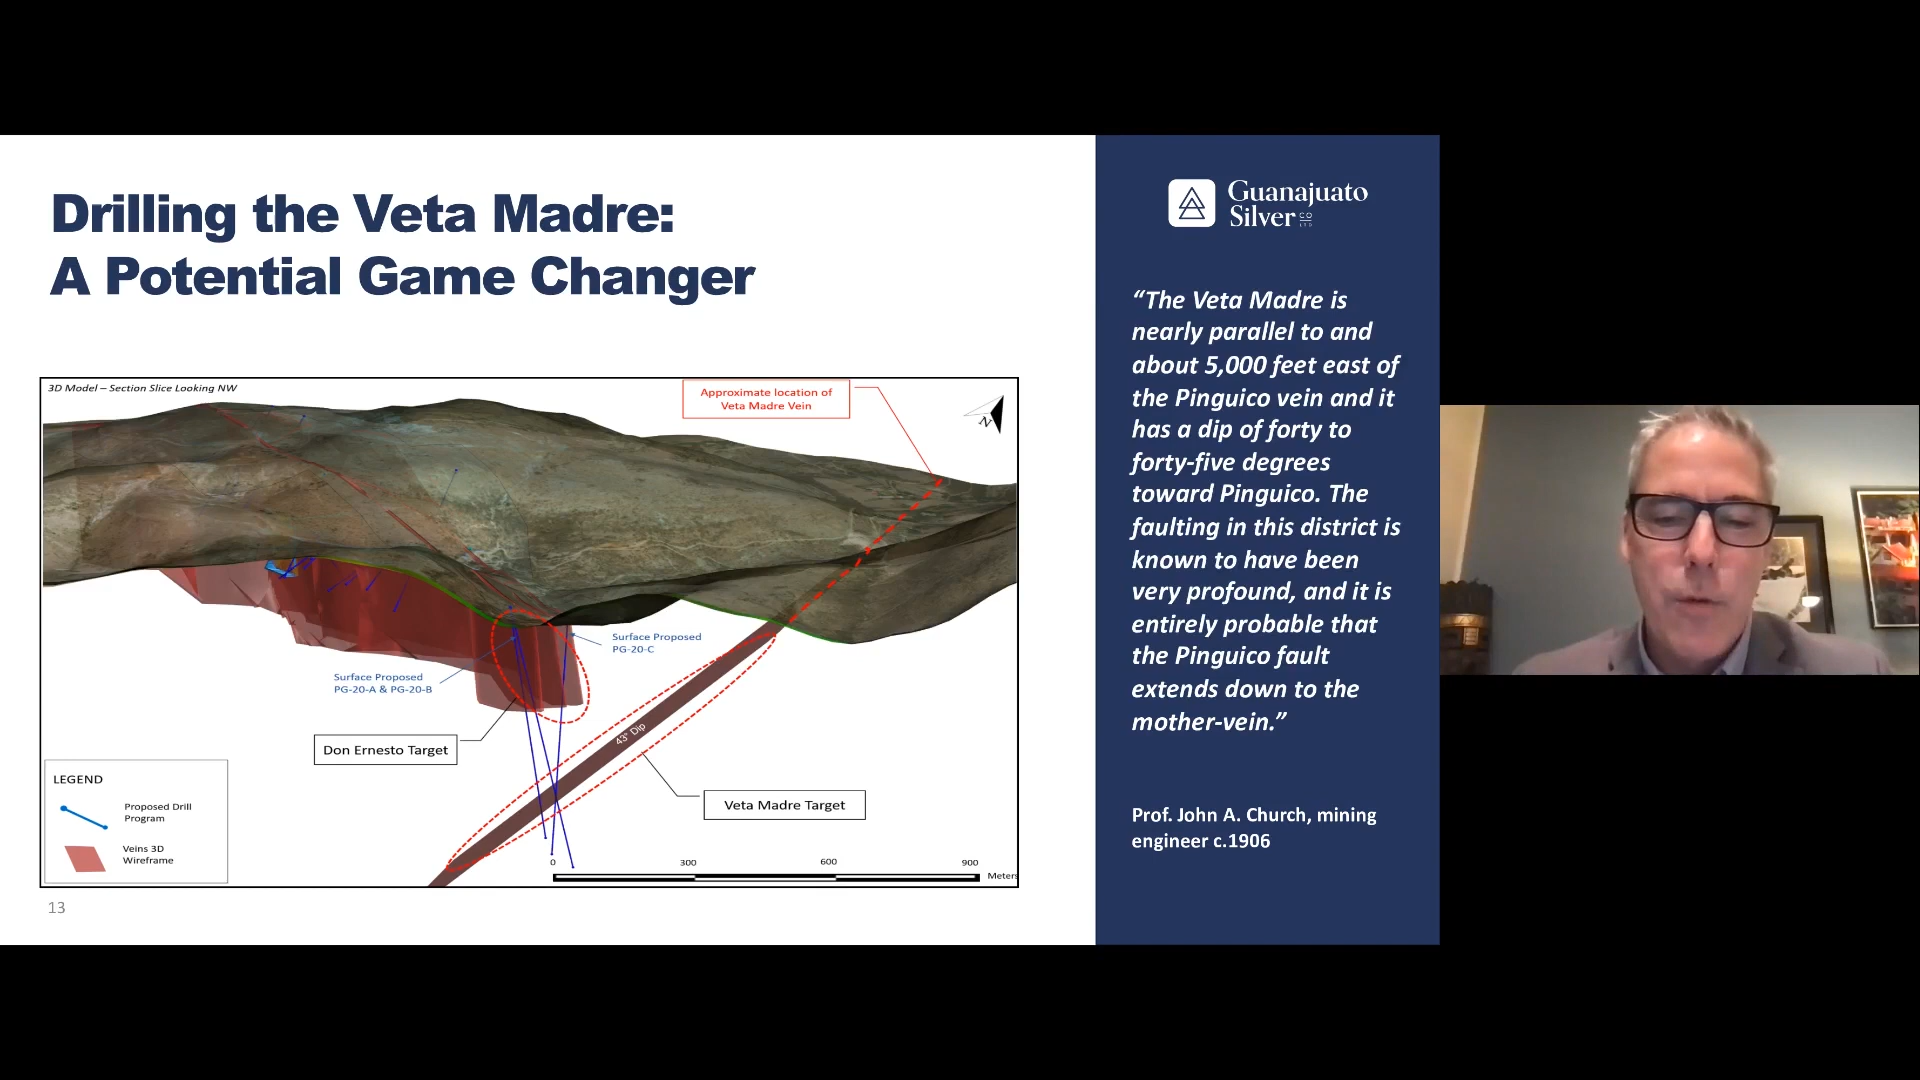 Drilling the Veta Madre:
A Potential Game Changer
3D Model – Section Slice Looking NW
Approximate location of
Veta Madre Vein
N
Surface Proposed
PG-20-C
Surface Proposed
PG-20-A & PG-20-B
43° Dip
Don Ernesto Target
Veta Madre Target
LEGEND
Proposed Drill
Program
Veins 3D
Wireframe
0 300 600 900
Meters
13
Guanajuato
Silver CO
LTD
“The Veta Madre is
nearly parallel to and
about 5,000 feet east of
the Pinguico vein and it
has a dip of forty to
forty-five degrees
toward Pinguico. The
faulting in this district is
known to have been
very profound, and it is
entirely probable that
the Pinguico fault
extends down to the
mother-vein.”
Prof. John A. Church, mining
engineer c.1906